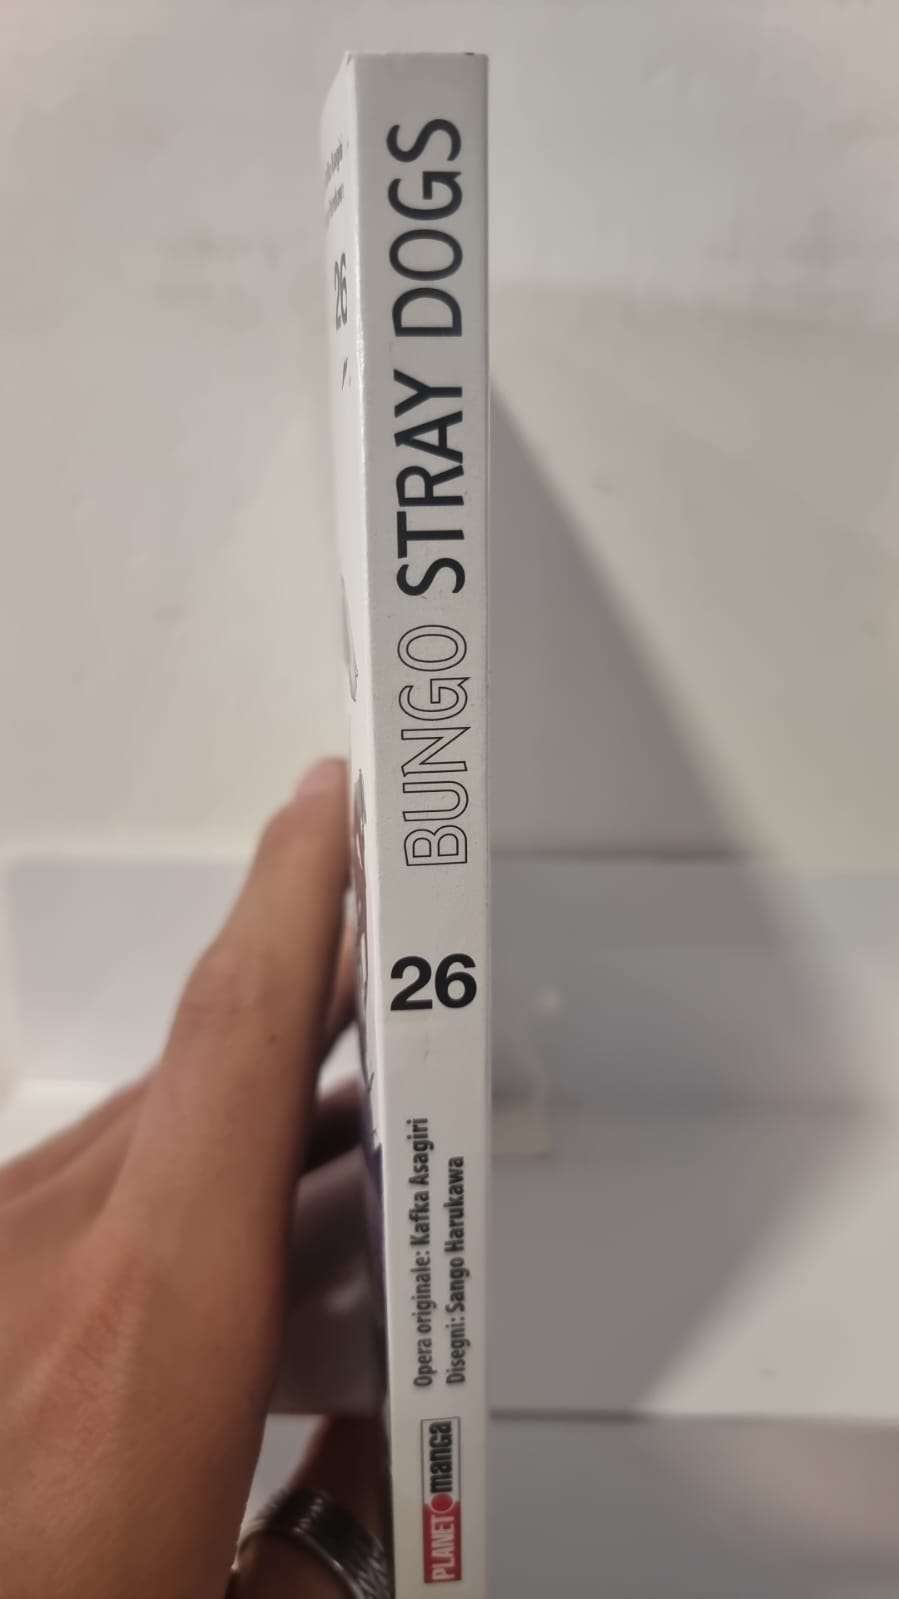 BUNGO STRAY DOGS
26
Opera originale: Kafka Asagiri
Disegni: Sango Harukawa
PLANET manga
26